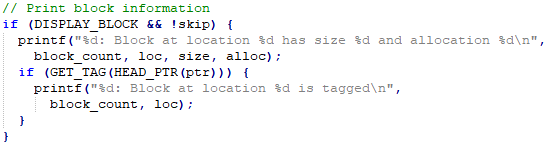 // Print block information
if (DISPLAY_BLOCK && !skip) {
printf("%d: Block at location %d has size %d and allocation %d\n",
block_count, loc, size, alloc);
if (GET_TAG(HEAD_PTR(ptr))) {
printf("%d: Block at location %d is tagged\n",
block_count, loc);
}
}